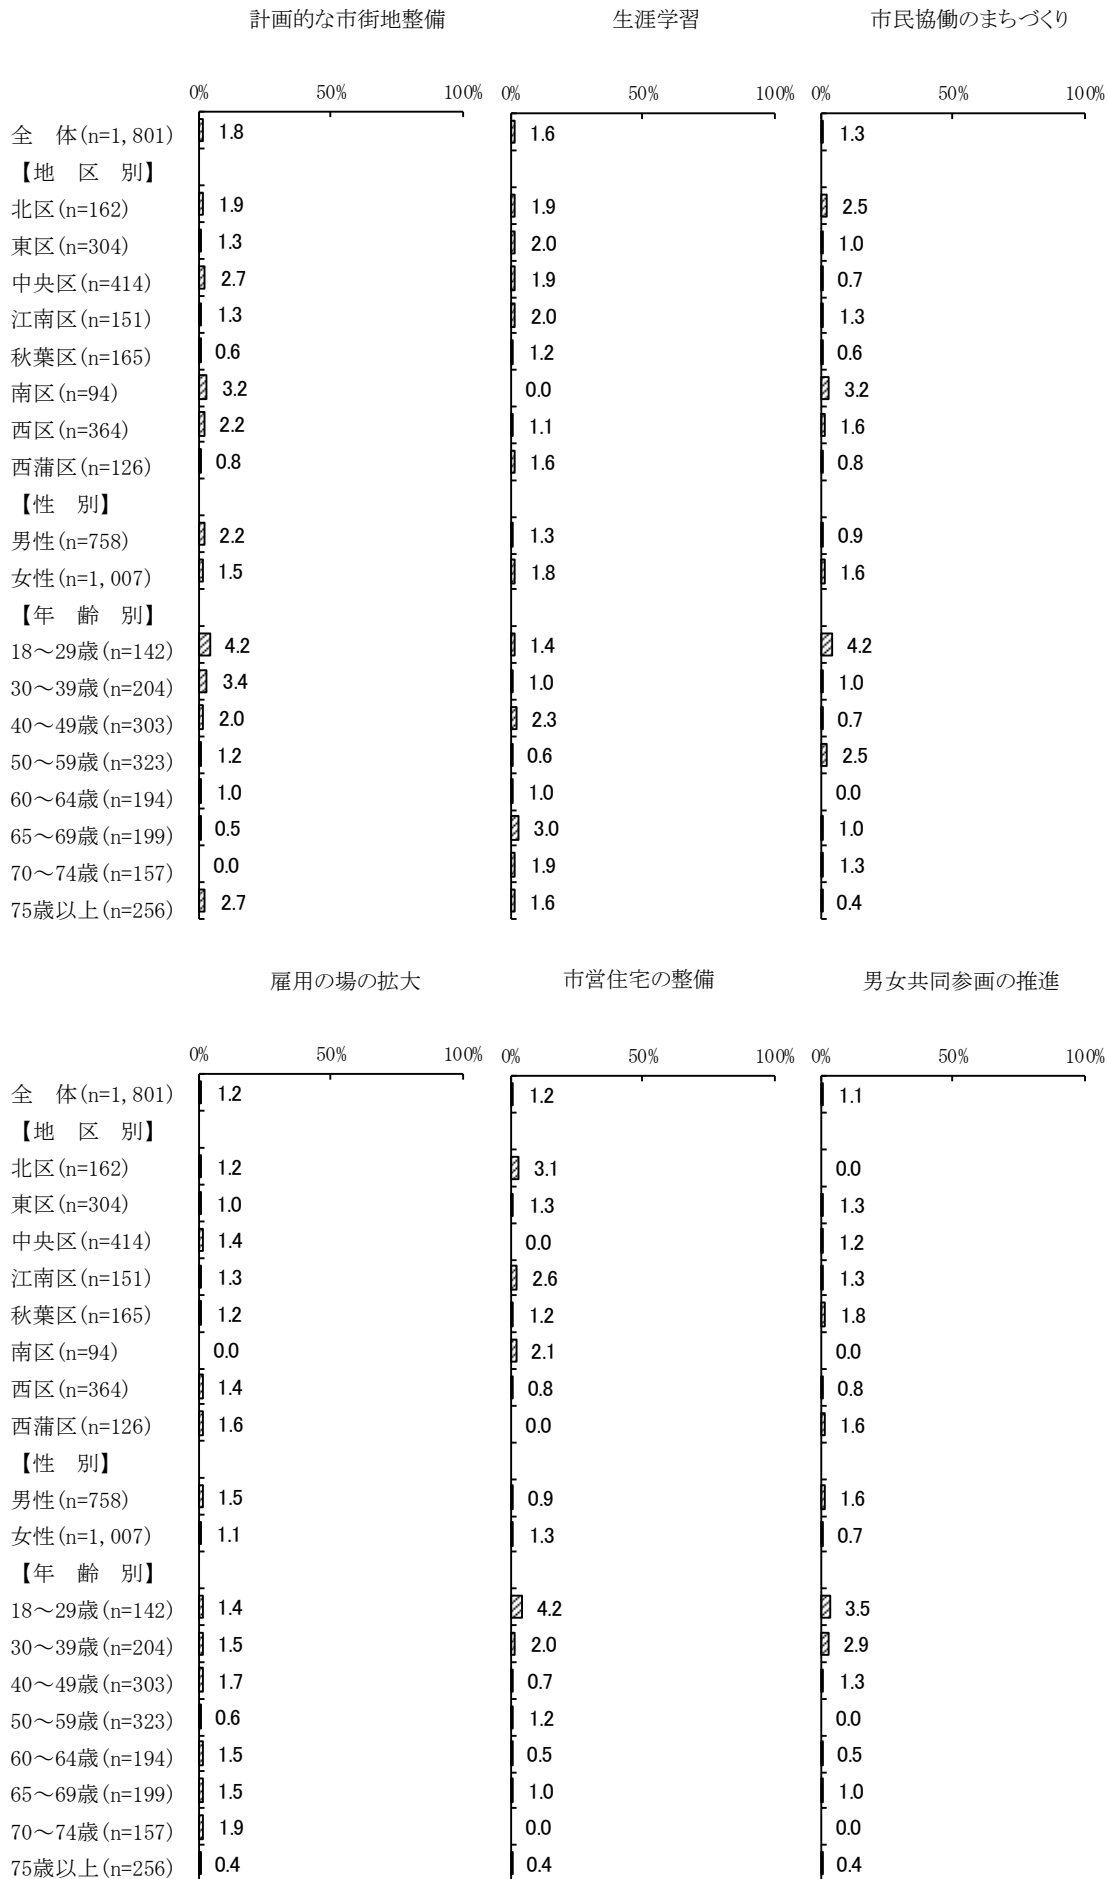 計画的な市街地整備 生涯学習 市民協働のまちづくり
0% 50% 100% 0% 50% 100% 0% 50% 100%
全　体(n=1,801) 1.8 1.6 1.3
【地　区　別】
北区(n=162) 1.9 1.9 2.5
東区(n=304) 1.3 2.0 1.0
中央区(n=414) 2.7 1.9 0.7
江南区(n=151) 1.3 2.0 1.3
秋葉区(n=165) 0.6 1.2 0.6
南区(n=94) 3.2 0.0 3.2
西区(n=364) 2.2 1.1 1.6
西蒲区(n=126) 0.8 1.6 0.8
【性　別】
男性(n=758) 2.2 1.3 0.9
女性(n=1,007) 1.5 1.8 1.6
【年　齢　別】
18～29歳(n=142) 4.2 1.4 4.2
30～39歳(n=204) 3.4 1.0 1.0
40～49歳(n=303) 2.0 2.3 0.7
50～59歳(n=323) 1.2 0.6 2.5
60～64歳(n=194) 1.0 1.0 0.0
65～69歳(n=199) 0.5 3.0 1.0
70～74歳(n=157) 0.0 1.9 1.3
75歳以上(n=256) 2.7 1.6 0.4
雇用の場の拡大 市営住宅の整備 男女共同参画の推進
0% 50% 100% 0% 50% 100% 0% 50% 100%
全　体(n=1,801) 1.2 1.2 1.1
【地　区　別】
北区(n=162) 1.2 3.1 0.0
東区(n=304) 1.0 1.3 1.3
中央区(n=414) 1.4 0.0 1.2
江南区(n=151) 1.3 2.6 1.3
秋葉区(n=165) 1.2 1.2 1.8
南区(n=94) 0.0 2.1 0.0
西区(n=364) 1.4 0.8 0.8
西蒲区(n=126) 1.6 0.0 1.6
【性　別】
男性(n=758) 1.5 0.9 1.6
女性(n=1,007) 1.1 1.3 0.7
【年　齢　別】
18～29歳(n=142) 1.4 4.2 3.5
30～39歳(n=204) 1.5 2.0 2.9
40～49歳(n=303) 1.7 0.7 1.3
50～59歳(n=323) 0.6 1.2 0.0
60～64歳(n=194) 1.5 0.5 0.5
65～69歳(n=199) 1.5 1.0 1.0
70～74歳(n=157) 1.9 0.0 0.0
75歳以上(n=256) 0.4 0.4 0.4